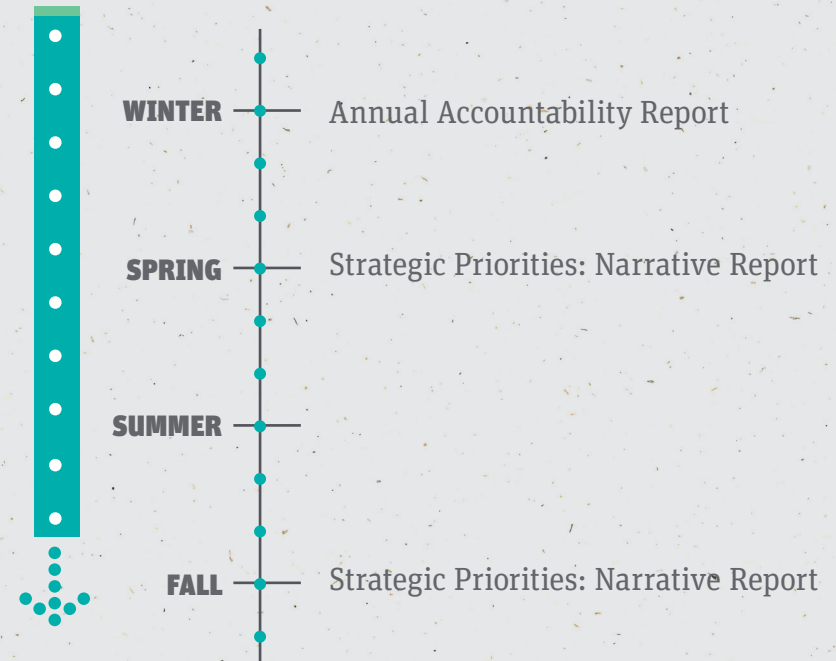 WINTER Annual Accountability Report
SPRING Strategic Priorities: Narrative Report
SUMMER
FALL Strategic Priorities: Narrative Report